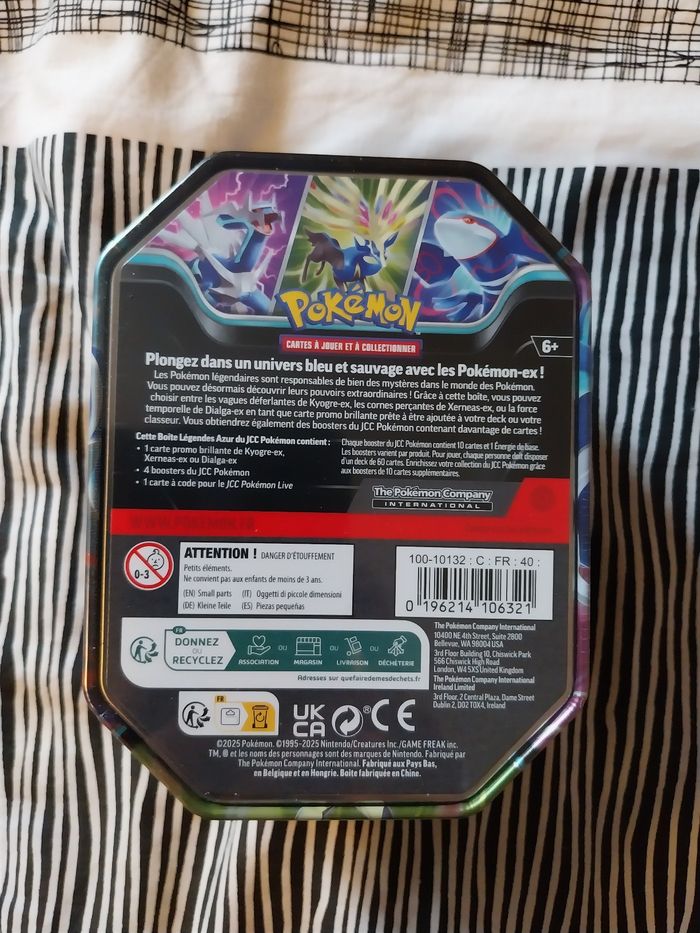 POKéMON
CARTES À JOUER ET À COLLECTIONNER
6+
Plongez dans un univers bleu et sauvage avec les Pokémon-ex !
Les Pokémon légendaires sont responsables de bien des mystères dans le monde des Pokémon.
Vous pouvez désormais découvrir leurs pouvoirs extraordinaires ! Grâce à cette boîte, vous pouvez
choisir entre les vagues déferlantes de Kyogre-ex, les cornes perçantes de Xerneas-ex, ou la force
temporelle de Dialga-ex en tant que carte promo brillante prête à être ajoutée à votre deck ou votre
classeur. Vous obtiendrez également des boosters du JCC Pokémon contenant davantage de cartes !
Cette Boîte Légendes Azur du JCC Pokémon contient :
• 1 carte promo brillante de Kyogre-ex,
Xerneas-ex ou Dialga-ex
• 4 boosters du JCC Pokémon
• 1 carte à code pour le JCC Pokémon Live
Chaque booster du JCC Pokémon contient 10 cartes et 1 Énergie de base.
Les boosters varient par produit. Pour jouer, chaque personne doit disposer
d'un deck de 60 cartes. Enrichissez votre collection du JCC Pokémon grâce
aux boosters de 10 cartes supplémentaires.
The Pokémon Company
INTERNATIONAL
WWW.POKEMON.FR
0-3
ATTENTION ! DANGER D'ÉTOUFFEMENT
Petits éléments.
Ne convient pas aux enfants de moins de 3 ans.
(EN) Small parts (IT) Oggetti di piccole dimensioni
(DE) Kleine Teile (ES) Piezas pequeñas
100-10132 : C : FR : 40 :
0 196214 106321
FR
DONNEZ
OU
RECYCLEZ
ASSOCIATION
OU
MAGASIN
OU
LIVRAISON
OU
DÉCHÈTERIE
Adresses sur quefairedemesdechets.fr
The Pokémon Company International
10400 NE 4th Street, Suite 2800
Bellevue, WA 98004 USA
3rd Floor Building 10, Chiswick Park
566 Chiswick High Road
London, W4 5XS United Kingdom
The Pokémon Company International
Ireland Limited
3rd Floor, 2 Central Plaza, Dame Street
Dublin 2, D02 T0X4, Ireland
FR
UK
CA
®
CE
©2025 Pokémon. ©1995-2025 Nintendo/Creatures Inc./GAME FREAK inc.
TM, ® et les noms des personnages sont des marques de Nintendo. Fabriqué par
The Pokémon Company International. Fabriqué aux Pays Bas,
en Belgique et en Hongrie. Boîte fabriquée en Chine.